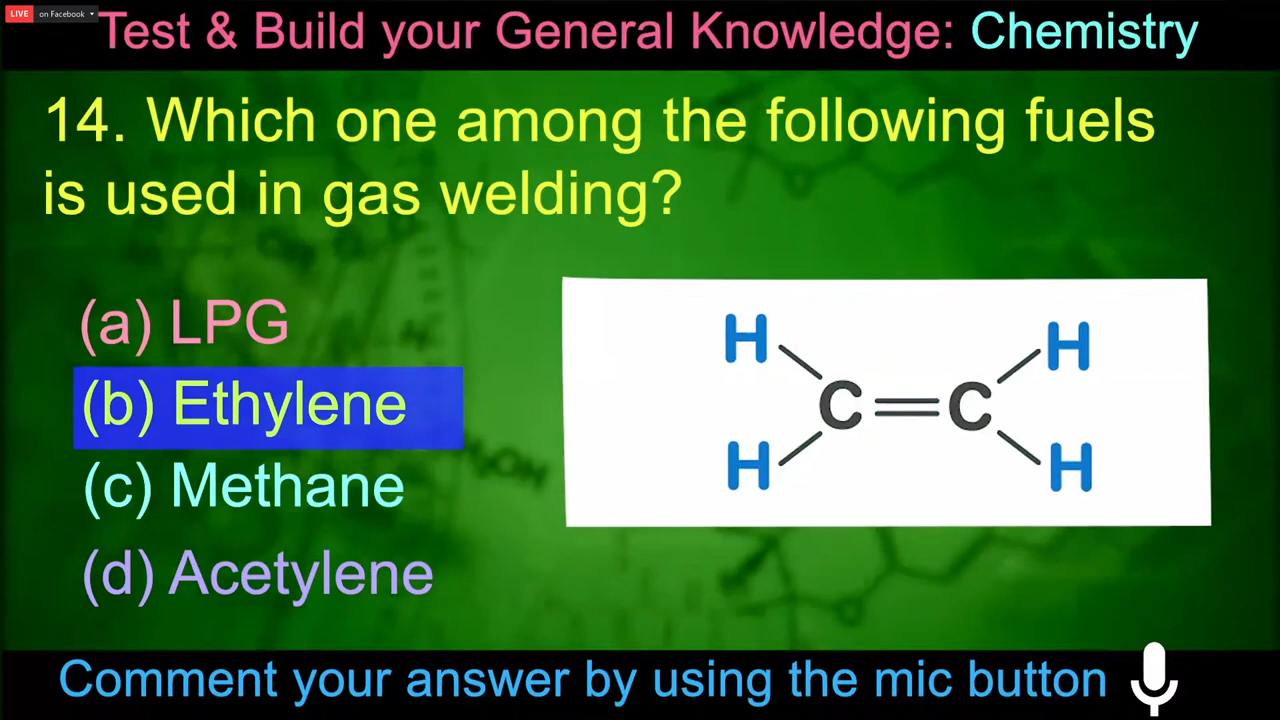 LIVE on Facebook
Test & Build your General Knowledge: Chemistry
14. Which one among the following fuels
is used in gas welding?
(a) LPG
(b) Ethylene
(c) Methane
(d) Acetylene
H H
C C
H H
Comment your answer by using the mic button